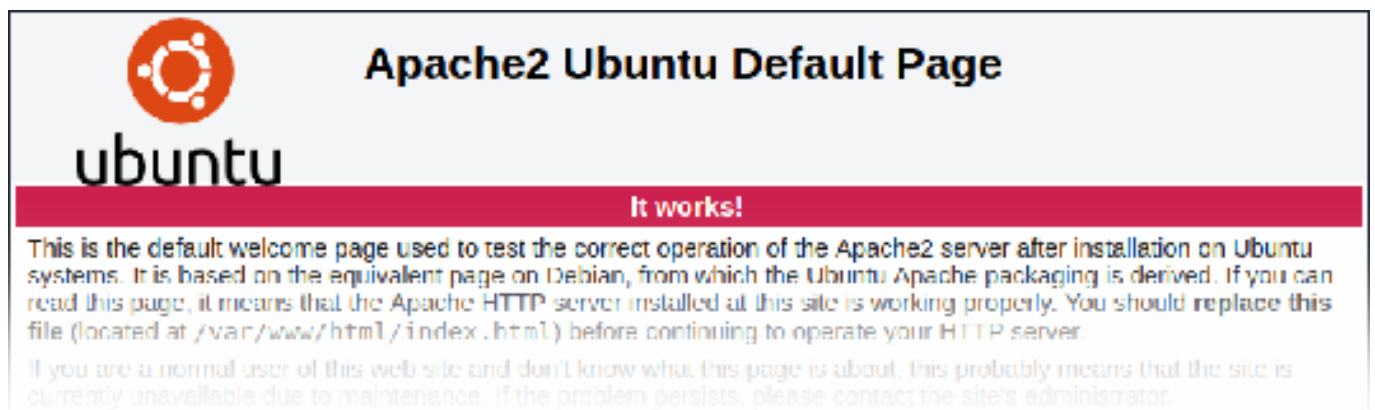 Apache2 Ubuntu Default Page
ubuntu
It works!
This is the default welcome page used to test the correct operation of the Apache2 server after installation on Ubuntu
systems. It is based on the equivalent page on Debian, from which the Ubuntu Apache packaging is derived. If you can
read this page, it means that the Apache HTTP server installed at this site is working properly. You should replace this
file (located at /var/www/html/index.html) before continuing to operate your HTTP server.
If you are a normal user of this web site and don't know what this page is about, this probably means that the site is
currently unavailable due to maintenance. If the problem persists, please contact the site's administrator.